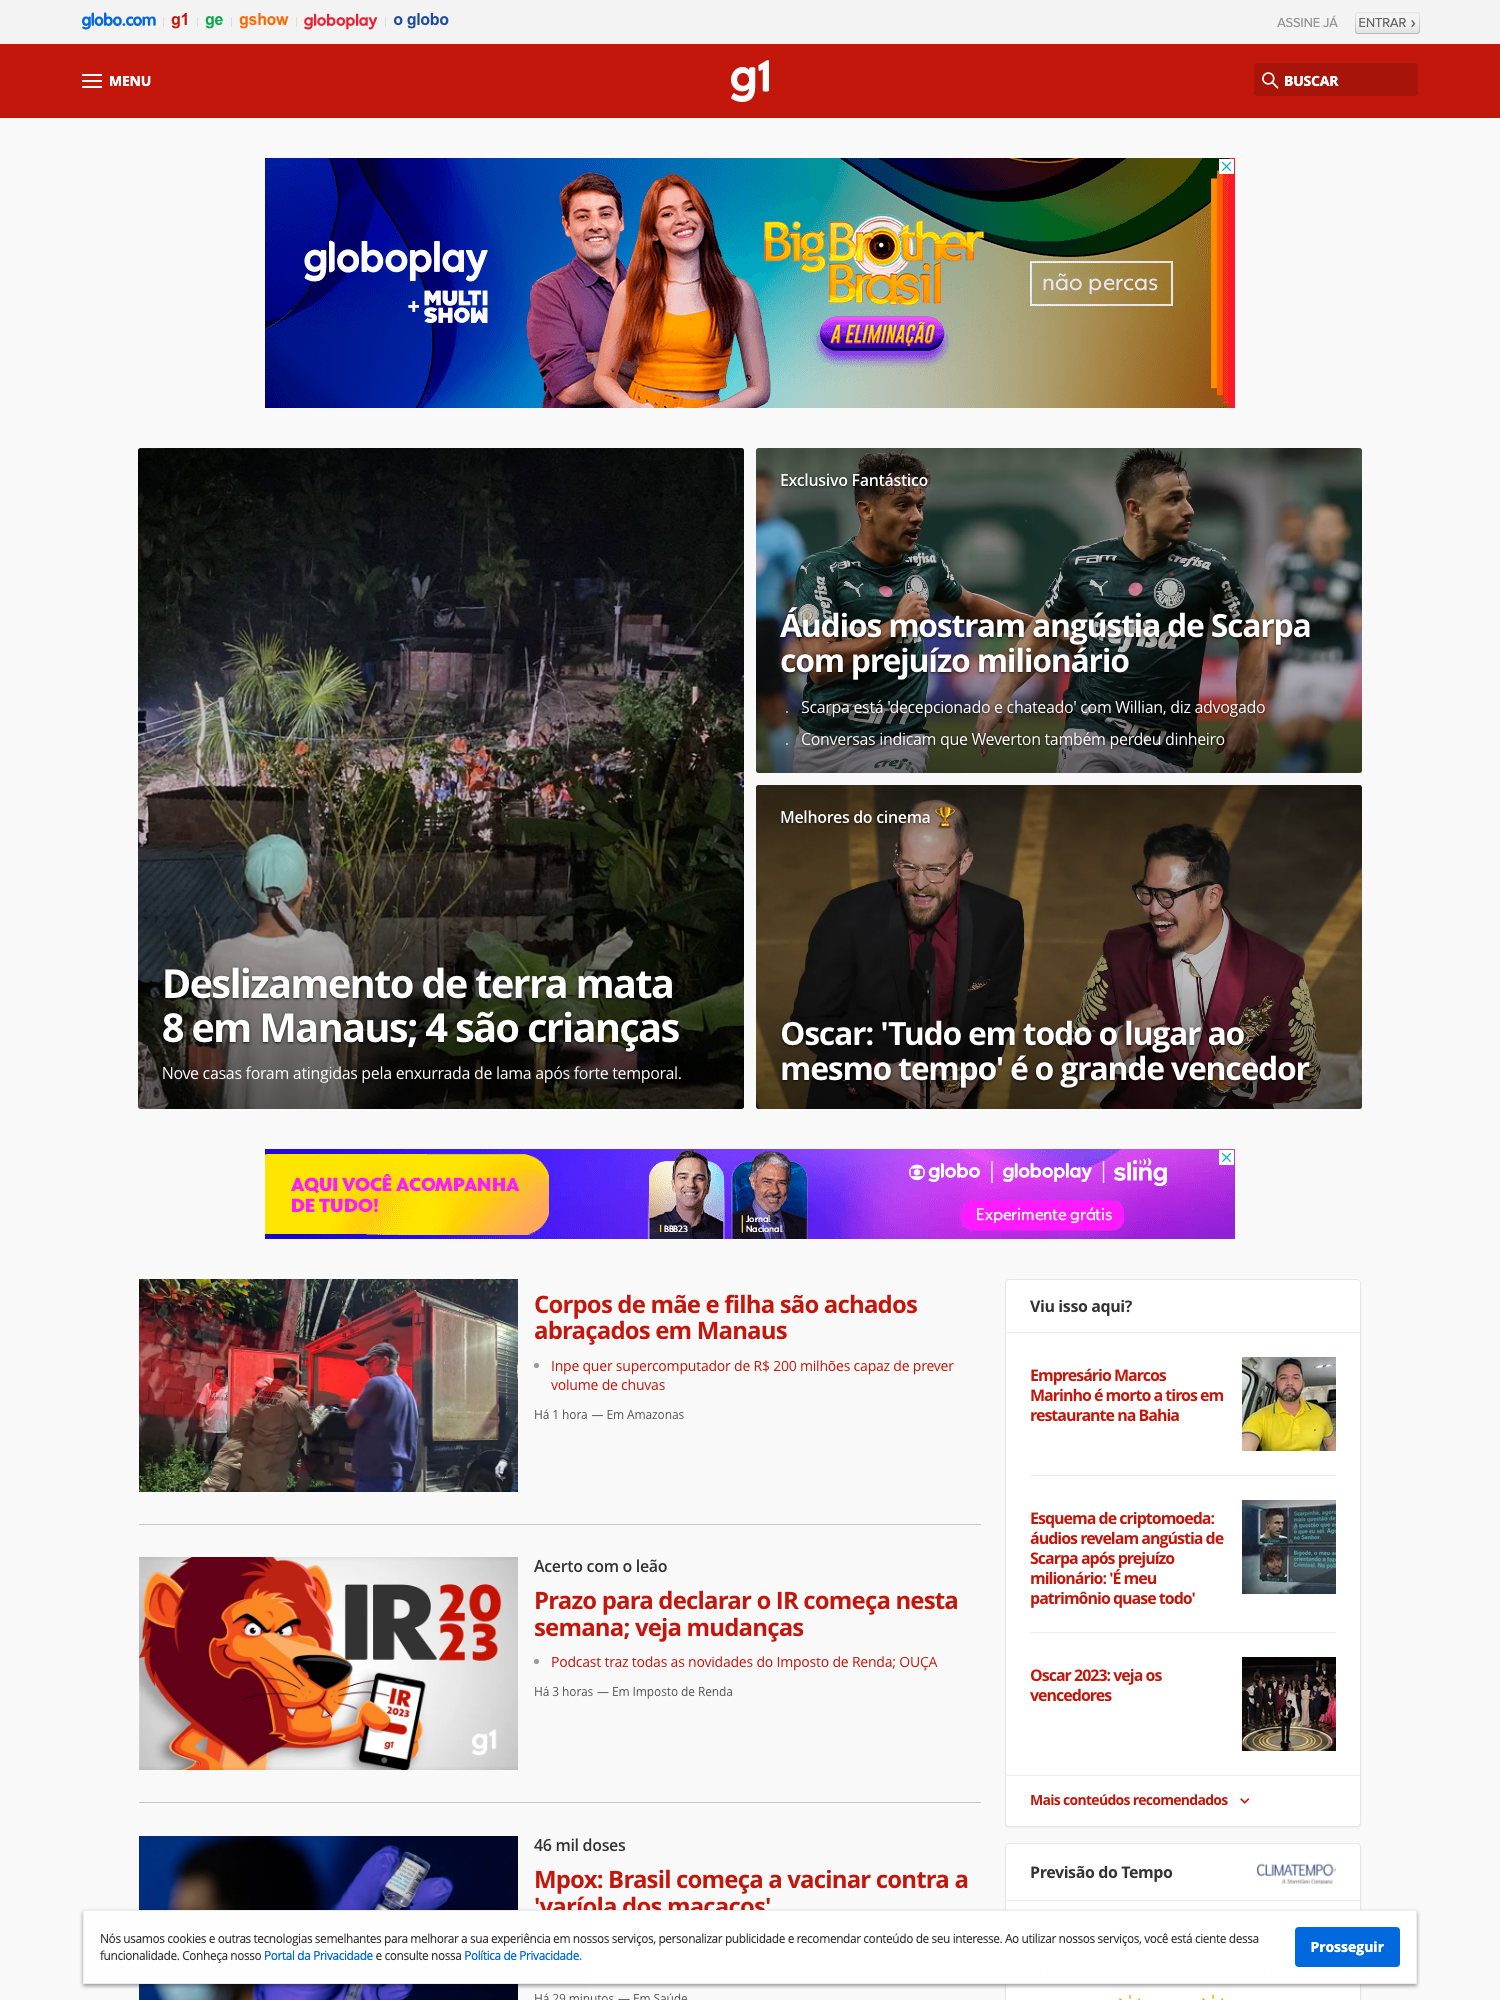 globo.com g1 ge gshow globoplay o globo
ASSINE JÁ ENTRAR ›
MENU
g1
BUSCAR
globoplay
+ MULTI
SHOW
Big Brother
Brasil
A ELIMINAÇÃO
não percas
Deslizamento de terra mata
8 em Manaus; 4 são crianças
Nove casas foram atingidas pela enxurrada de lama após forte temporal.
Exclusivo Fantástico
FAM
crefisa
FAM
crefisa
Áudios mostram angústia de Scarpa
com prejuízo milionário
. Scarpa está 'decepcionado e chateado' com Willian, diz advogado
. Conversas indicam que Weverton também perdeu dinheiro
Melhores do cinema 🏆
Oscar: 'Tudo em todo o lugar ao
mesmo tempo' é o grande vencedor
AQUI VOCÊ ACOMPANHA
DE TUDO!
BBB23
Jornal
Nacional
globo | globoplay | sling
Experimente grátis
Corpos de mãe e filha são achados
abraçados em Manaus
• Inpe quer supercomputador de R$ 200 milhões capaz de prever
volume de chuvas
Há 1 hora — Em Amazonas
IR 20
23
IR
2023
g1
g1
Acerto com o leão
Prazo para declarar o IR começa nesta
semana; veja mudanças
• Podcast traz todas as novidades do Imposto de Renda; OUÇA
Há 3 horas — Em Imposto de Renda
46 mil doses
Mpox: Brasil começa a vacinar contra a
'varíola dos macacos'
Há 29 minutos — Em Saúde
Viu isso aqui?
Empresário Marcos
Marinho é morto a tiros em
restaurante na Bahia
Esquema de criptomoeda:
áudios revelam angústia de
Scarpa após prejuízo
milionário: 'É meu
patrimônio quase todo'
Oscar 2023: veja os
vencedores
Mais conteúdos recomendados
Previsão do Tempo
CLIMATEMPO
A StormGeo Company
Nós usamos cookies e outras tecnologias semelhantes para melhorar a sua experiência em nossos serviços, personalizar publicidade e recomendar conteúdo de seu interesse. Ao utilizar nossos serviços, você está ciente dessa
funcionalidade. Conheça nosso Portal da Privacidade e consulte nossa Política de Privacidade.
Prosseguir